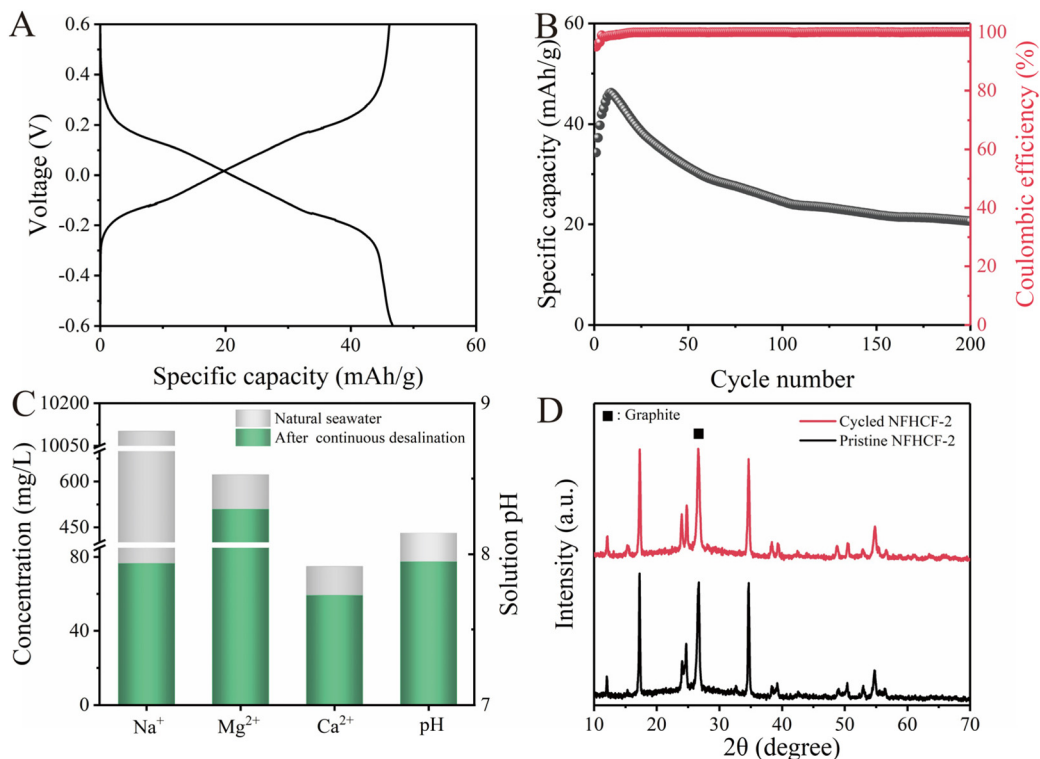 A
0.6
0.4
0.2
0.0
-0.2
-0.4
-0.6
Voltage (V)
0 20 40 60
Specific capacity (mAh/g)
B
60
40
20
0
Specific capacity (mAh/g)
100
80
60
40
20
0
Coulombic efficiency (%)
0 50 100 150 200
Cycle number
C
10200
10050
600
450
80
40
0
Concentration (mg/L)
Natural seawater
After continuous desalination
9
8
7
Solution pH
Na⁺ Mg²⁺ Ca²⁺ pH
D
■ : Graphite
Cycled NFHCF-2
Pristine NFHCF-2
Intensity (a.u.)
10 20 30 40 50 60 70
2θ (degree)